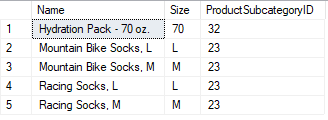 Name Size ProductSubcategoryID
1 Hydration Pack - 70 oz. 70 32
2 Mountain Bike Socks, L L 23
3 Mountain Bike Socks, M M 23
4 Racing Socks, L L 23
5 Racing Socks, M M 23